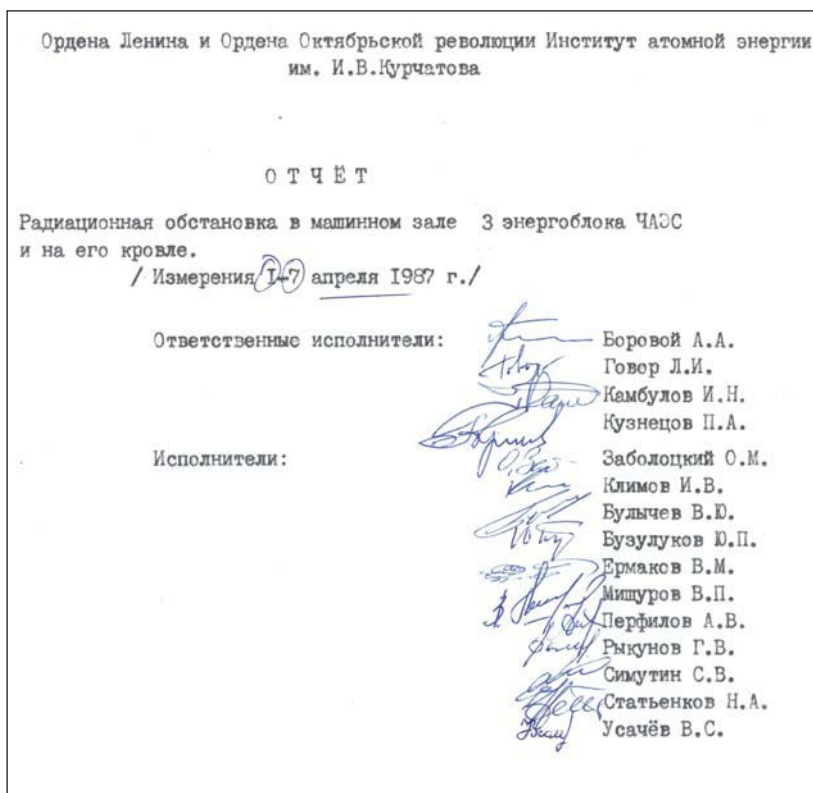 Ордена Ленина и Ордена Октябрьской революции Институт атомной энергии
им. И.В.Курчатова
ОТЧЁТ
Радиационная обстановка в машинном зале 3 энергоблока ЧАЭС
и на его кровле.
/ Измерения I-7 апреля I987 г./
Ответственные исполнители:
Боровой А.А.
Говор Л.И.
Камбулов И.Н.
Кузнецов П.А.
Исполнители:
Заболоцкий О.М.
Климов И.В.
Булычев В.Ю.
Бузулуков Ю.П.
Ермаков В.М.
Мишуров В.П.
Перфилов А.В.
Рыкунов Г.В.
Симутин С.В.
Статьенков Н.А.
Усачёв В.С.